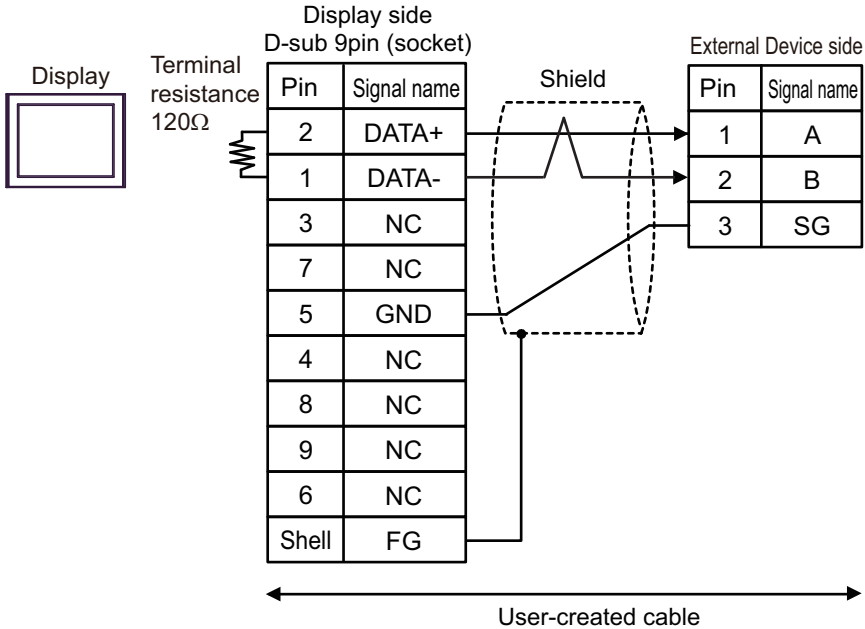 Display side
D-sub 9pin (socket)
Display
Terminal
resistance
120Ω
Shield
External Device side
Pin Signal name
2 DATA+
1 DATA-
3 NC
7 NC
5 GND
4 NC
8 NC
9 NC
6 NC
Shell FG
Pin Signal name
1 A
2 B
3 SG
User-created cable